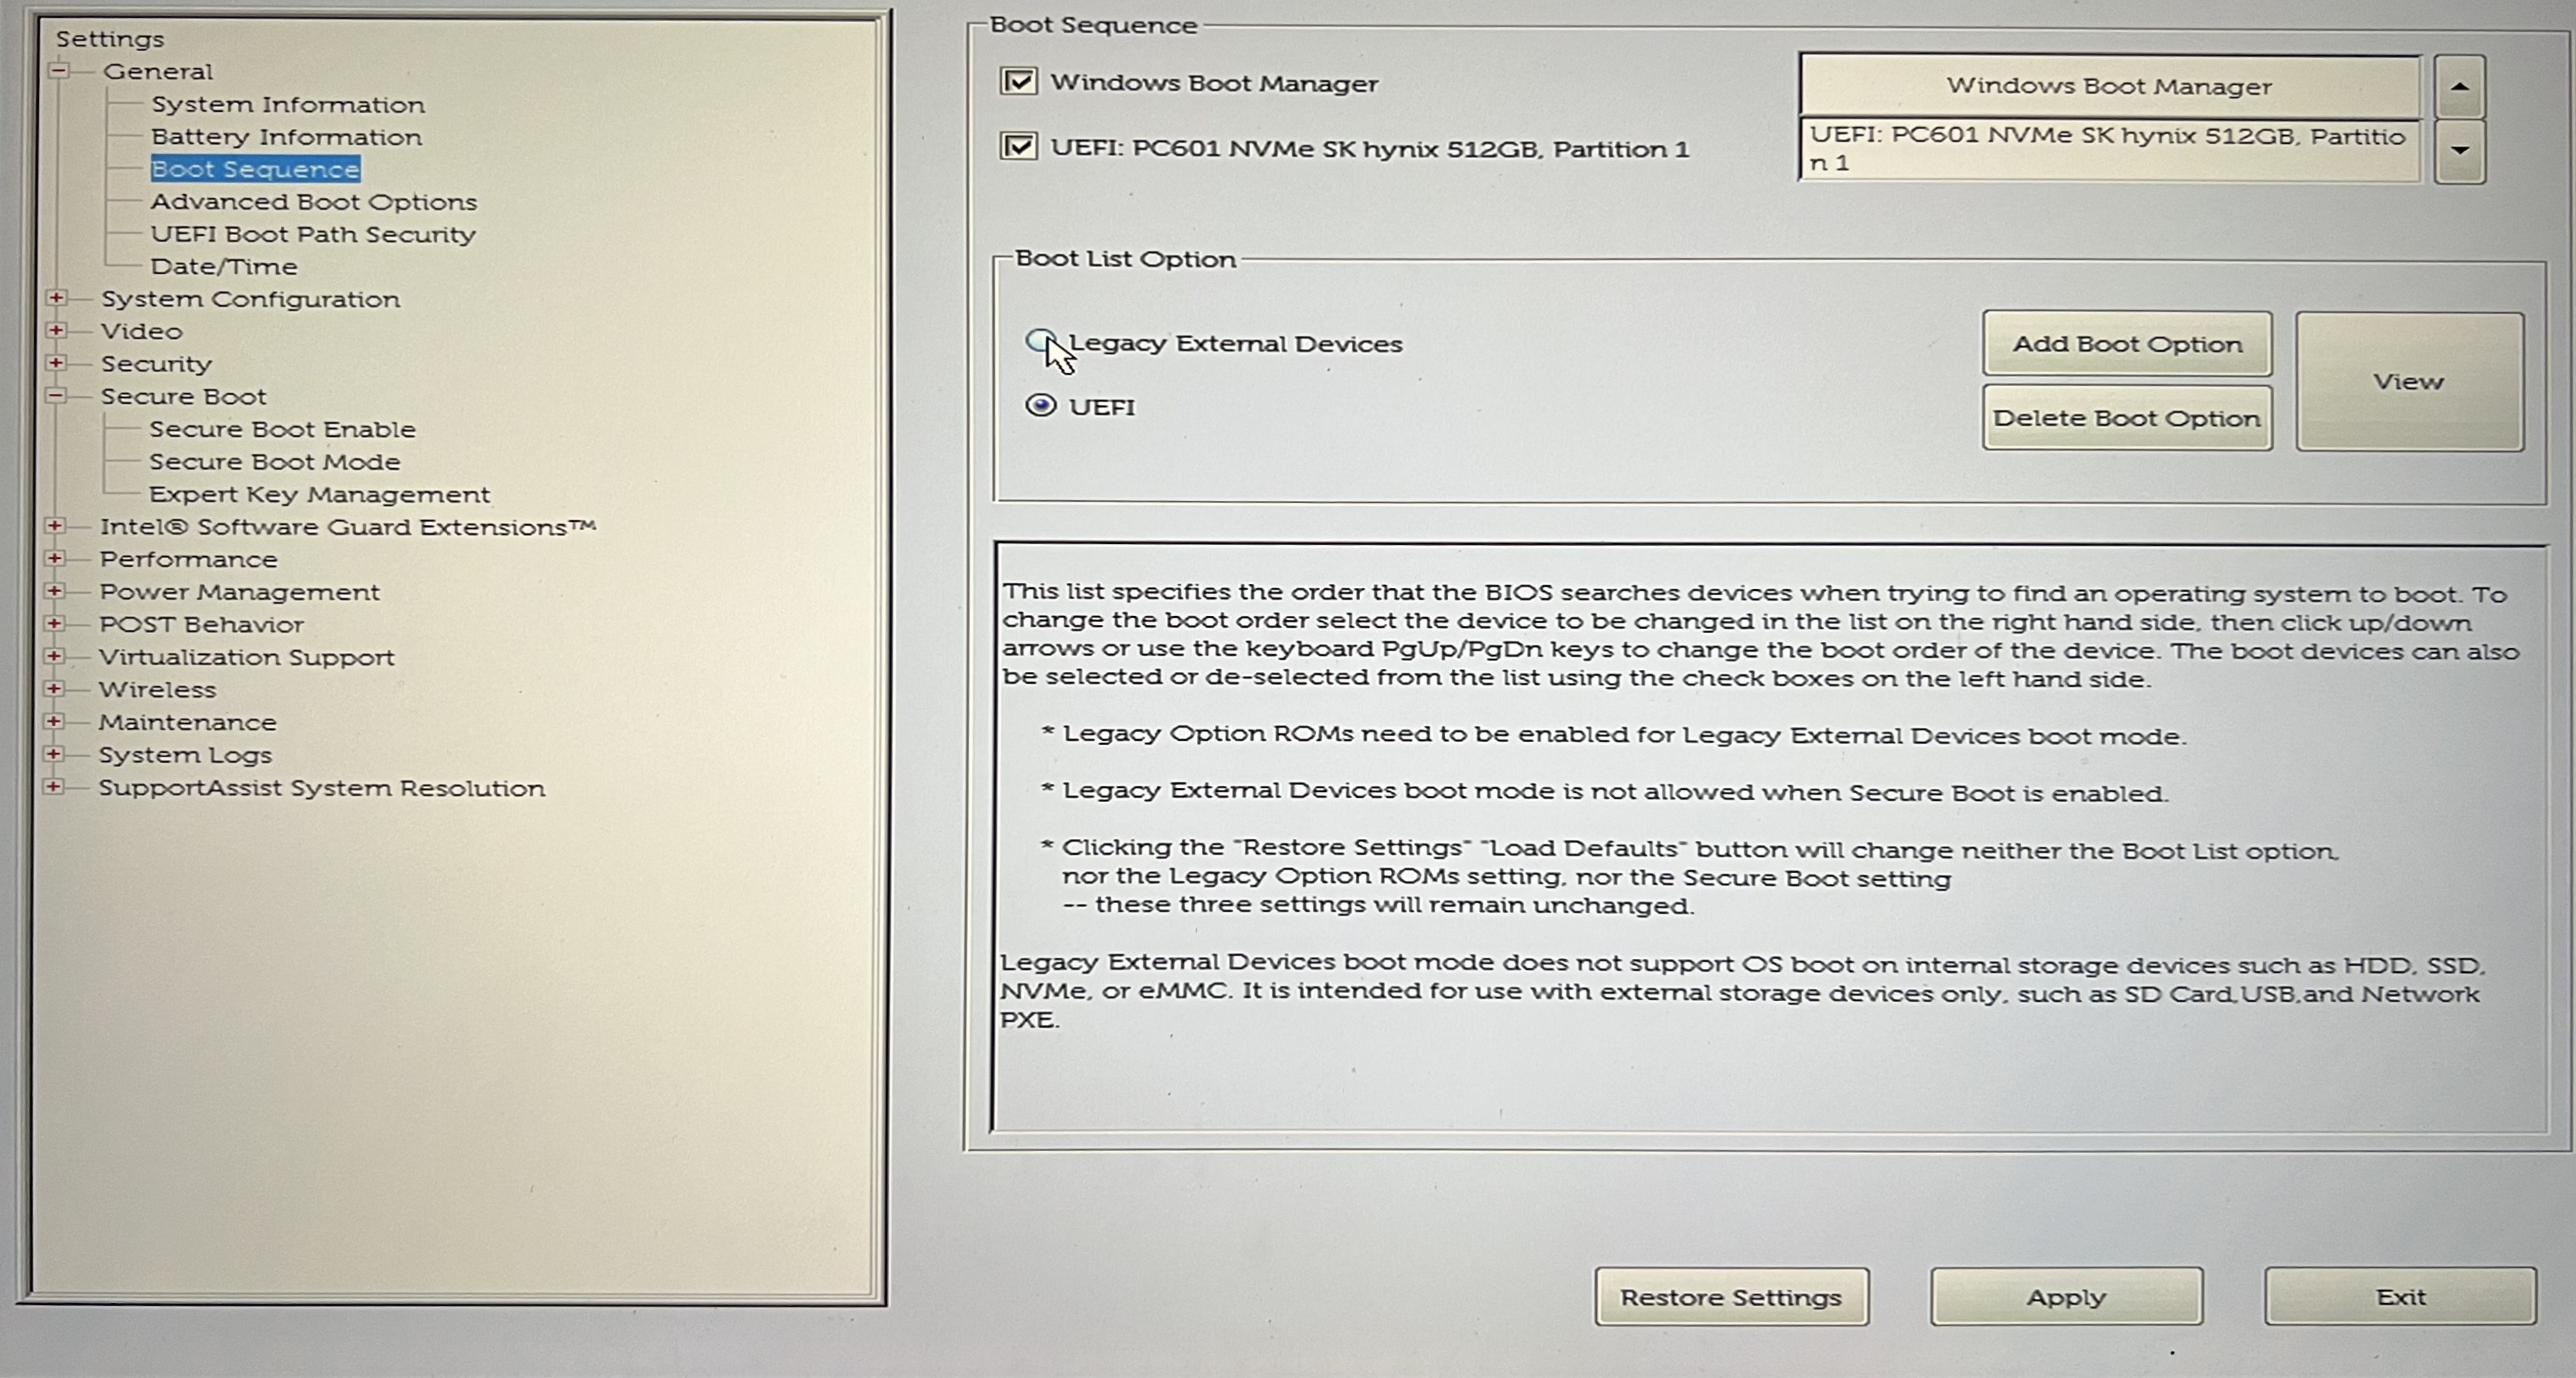 Settings
General
System Information
Battery Information
Boot Sequence
Advanced Boot Options
UEFI Boot Path Security
Date/Time
System Configuration
Video
Security
Secure Boot
Secure Boot Enable
Secure Boot Mode
Expert Key Management
Intel® Software Guard Extensions™
Performance
Power Management
POST Behavior
Virtualization Support
Wireless
Maintenance
System Logs
SupportAssist System Resolution
Boot Sequence
Windows Boot Manager
UEFI: PC601 NVMe SK hynix 512GB, Partition 1
Windows Boot Manager
UEFI: PC601 NVMe SK hynix 512GB, Partitio
n 1
Boot List Option
Legacy External Devices
UEFI
Add Boot Option
Delete Boot Option
View
This list specifies the order that the BIOS searches devices when trying to find an operating system to boot. To
change the boot order select the device to be changed in the list on the right hand side, then click up/down
arrows or use the keyboard PgUp/PgDn keys to change the boot order of the device. The boot devices can also
be selected or de-selected from the list using the check boxes on the left hand side.
* Legacy Option ROMs need to be enabled for Legacy External Devices boot mode.
* Legacy External Devices boot mode is not allowed when Secure Boot is enabled.
* Clicking the "Restore Settings" "Load Defaults" button will change neither the Boot List option,
nor the Legacy Option ROMs setting, nor the Secure Boot setting
-- these three settings will remain unchanged.
Legacy External Devices boot mode does not support OS boot on internal storage devices such as HDD, SSD,
NVMe, or eMMC. It is intended for use with external storage devices only, such as SD Card,USB,and Network
PXE.
Restore Settings
Apply
Exit